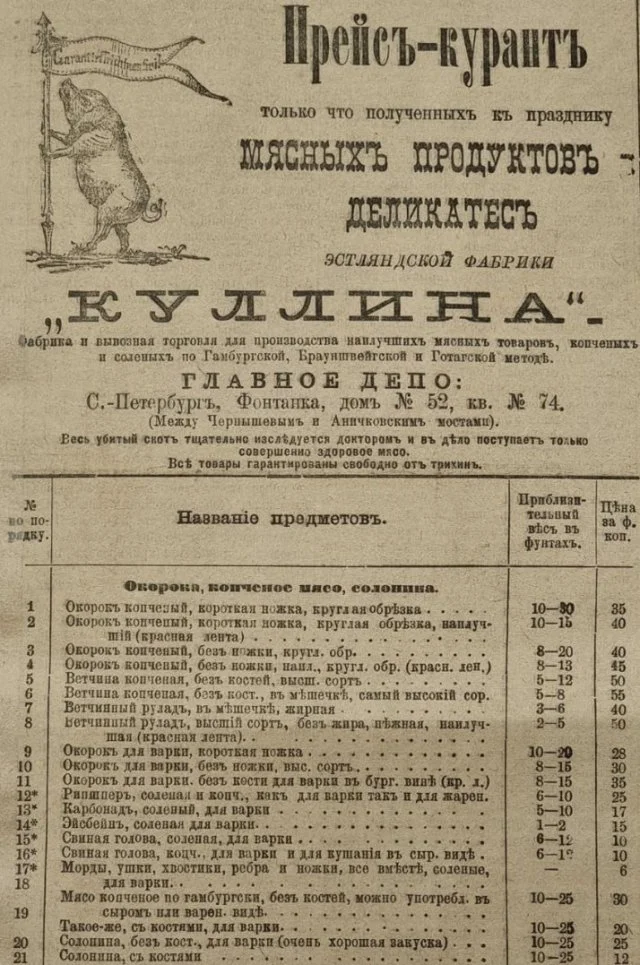 Garantirt trichinenfrei
Прейсъ-курантъ
только что полученныхъ къ празднику
МЯСНЫХЪ ПРОДУКТОВЪ -
ДЕЛИКАТЕСЪ
ЭСТЛЯНДСКОЙ ФАБРИКИ
„КУЛЛИНА“.
Фабрика и вывозная торговля для производства наилучшихъ мясныхъ товаровъ, копченыхъ
и соленыхъ по Гамбургской, Брауншвейгской и Готагской методѣ.
ГЛАВНОЕ ДЕПО:
С.-Петербургъ, Фонтанка, домъ № 52, кв. № 74.
(Между Чернышевымъ и Аничковскимъ мостами).
Весь убитый скотъ тщательно изслѣдуется докторомъ и въ дѣло поступаетъ только
совершенно здоровое мясо.
Всѣ товары гарантированы свободно отъ трихинъ.
№ по порядку. Названіе предметовъ. Приблизительный вѣсъ въ фунтахъ. Цѣна за ф. коп.
Окорока, копченое мясо, солонина.
1 Окорокъ копченый, короткая ножка, круглая обрѣзка . . . . . 10—30 35
2 Окорокъ копченый, короткая ножка, круглая обрѣзка, наилуч- 10—15 40
шій (красная лента) . . . . . . . . . . . . .
3 Окорокъ копченый, безъ ножки, кругл. обр. . . . . . . . . 8—20 40
4 Окорокъ копченый, безъ ножки, наил., кругл. обр. (красн. лен.) 8—13 45
5 Ветчина копченая, безъ костей, высш. сортъ . . . . . . . . 5—12 50
6 Ветчина копченая, безъ кост., въ мѣшечкѣ, самый высокій сор. 5—8 55
7 Ветчинный руладъ, въ мѣшечкѣ, жирная . . . . . . . . . 3—6 40
8 Ветчинный руладъ, высшій сортъ, безъ жира, нѣжная, наилуч- 2—5 50
шая (красная лента). . . . . . . . . . . . . .
9 Окорокъ для варки, короткая ножка . . . . . . . . . . . 10—20 28
10 Окорокъ для варки, безъ ножки, выс. сортъ. . . . . . . . . 8—15 30
11 Окорокъ для варки, безъ кости для варки въ бург. винѣ (кр. л.) 8—15 35
12* Рипшперъ, соленая и копч., какъ для варки такъ и для жарен. 6—10 25
13* Карбонадъ, соленый, для варки . . . . . . . . . . . . . 5—10 17
14* Эйсбейнъ, соленая для варки. . . . . . . . . . . . . . 1—2 15
15* Свиная голова, соленая, для варки . . . . . . . . . . . . 6—12 10
16* Свиная голова, копч., для варки и для кушанія въ сыр. видѣ . 6—12 10
17* Морды, ушки, хвостики, ребра и ножки, все вмѣстѣ, соленые, — 6
18 для варки. . . . . . . . . . . . . . . . . .
Мясо копченое по гамбургски, безъ костей, можно употребл. въ 10—25 30
19 сыромъ или варен. видѣ. . . . . . . . . . . . .
Такое-же, съ костями, для варки. . . . . . . . . . . . . 10—25 20
20 Солонина, безъ кост., для варки (очень хорошая закуска) . . . 10—25 25
21 Солонина, съ костями . . . . . . . . . . . . . . . . 10—25 12